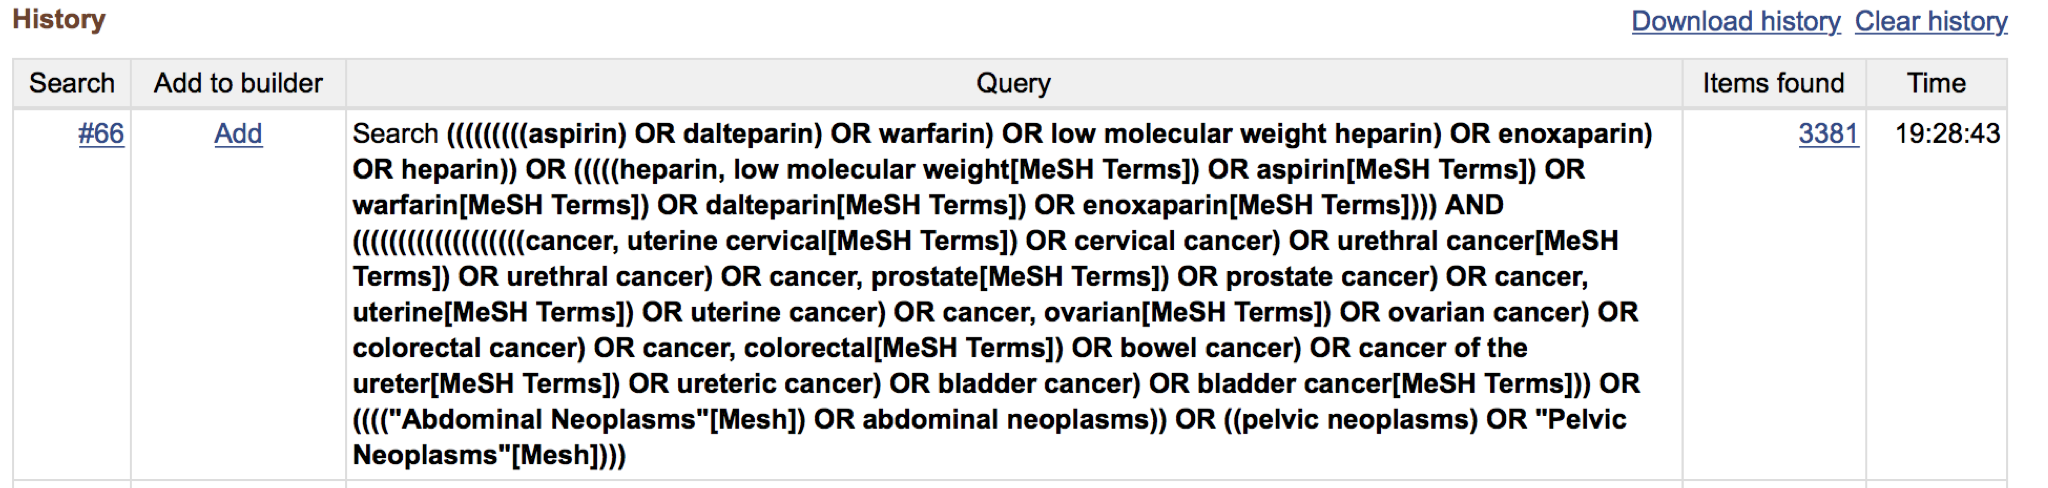 History
Download history Clear history
Search Add to builder Query Items found Time
#66 Add Search (((((((((aspirin) OR dalteparin) OR warfarin) OR low molecular weight heparin) OR enoxaparin) 3381 19:28:43
OR heparin)) OR (((((heparin, low molecular weight[MeSH Terms]) OR aspirin[MeSH Terms]) OR
warfarin[MeSH Terms]) OR dalteparin[MeSH Terms]) OR enoxaparin[MeSH Terms]))) AND
(((((((((((((((((((cancer, uterine cervical[MeSH Terms]) OR cervical cancer) OR urethral cancer[MeSH
Terms]) OR urethral cancer) OR cancer, prostate[MeSH Terms]) OR prostate cancer) OR cancer,
uterine[MeSH Terms]) OR uterine cancer) OR cancer, ovarian[MeSH Terms]) OR ovarian cancer) OR
colorectal cancer) OR cancer, colorectal[MeSH Terms]) OR bowel cancer) OR cancer of the
ureter[MeSH Terms]) OR ureteric cancer) OR bladder cancer) OR bladder cancer[MeSH Terms])) OR
(((("Abdominal Neoplasms"[Mesh]) OR abdominal neoplasms)) OR ((pelvic neoplasms) OR "Pelvic
Neoplasms"[Mesh])))